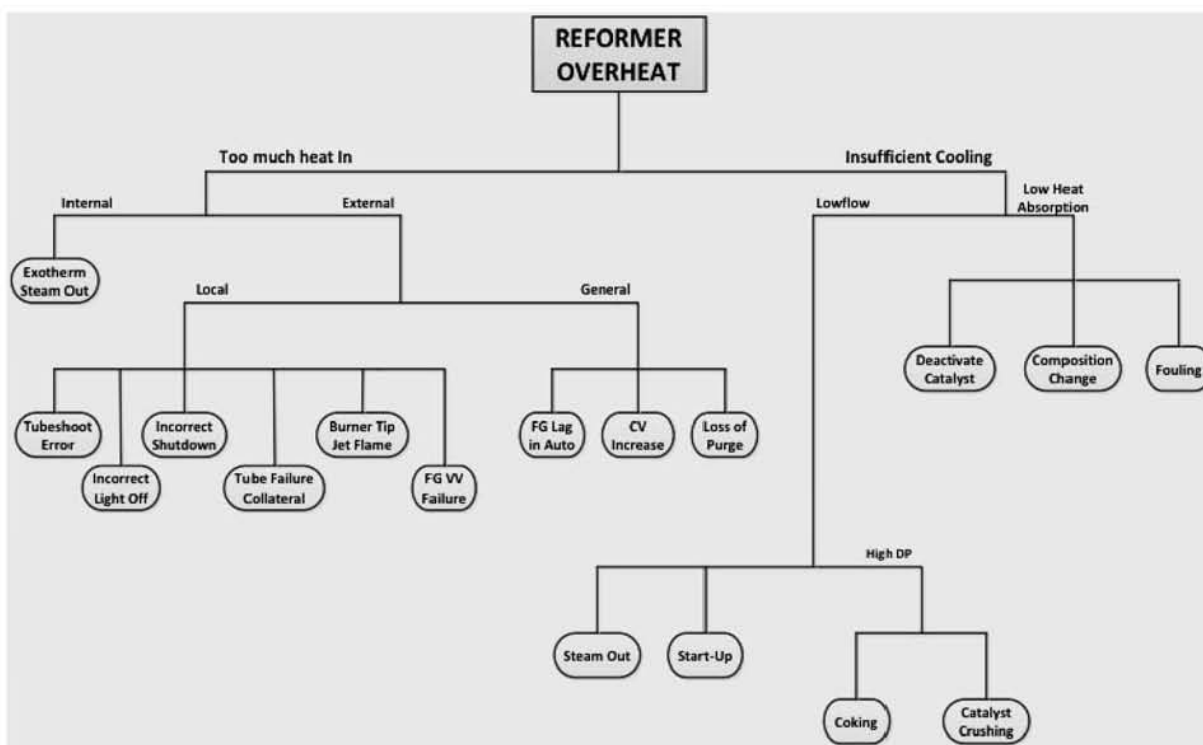 REFORMER
OVERHEAT
Too much heat In
Insufficient Cooling
Internal
External
Lowflow
Low Heat
Absorption
Exotherm
Steam Out
Local
General
Deactivate
Catalyst
Composition
Change
Fouling
Tubeshoot
Error
Incorrect
Shutdown
Burner Tip
Jet Flame
FG Lag
in Auto
CV
Increase
Loss of
Purge
Incorrect
Light Off
Tube Failure
Collateral
FG VV
Failure
High DP
Steam Out
Start-Up
Coking
Catalyst
Crushing